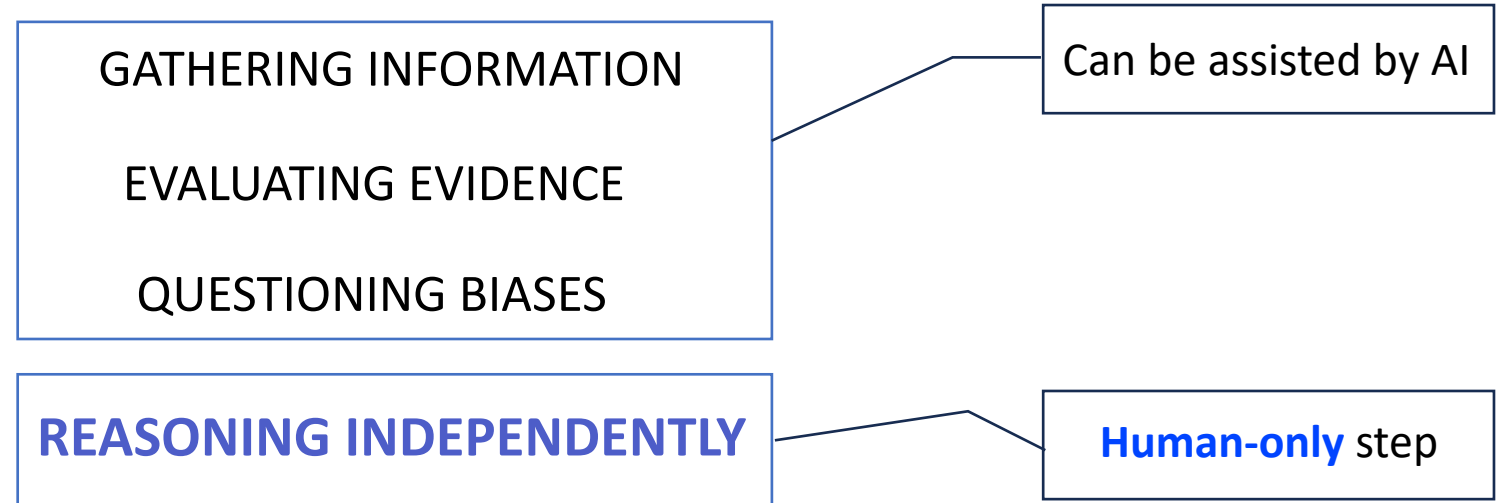 GATHERING INFORMATION
Can be assisted by AI
EVALUATING EVIDENCE
QUESTIONING BIASES
REASONING INDEPENDENTLY
Human-only step